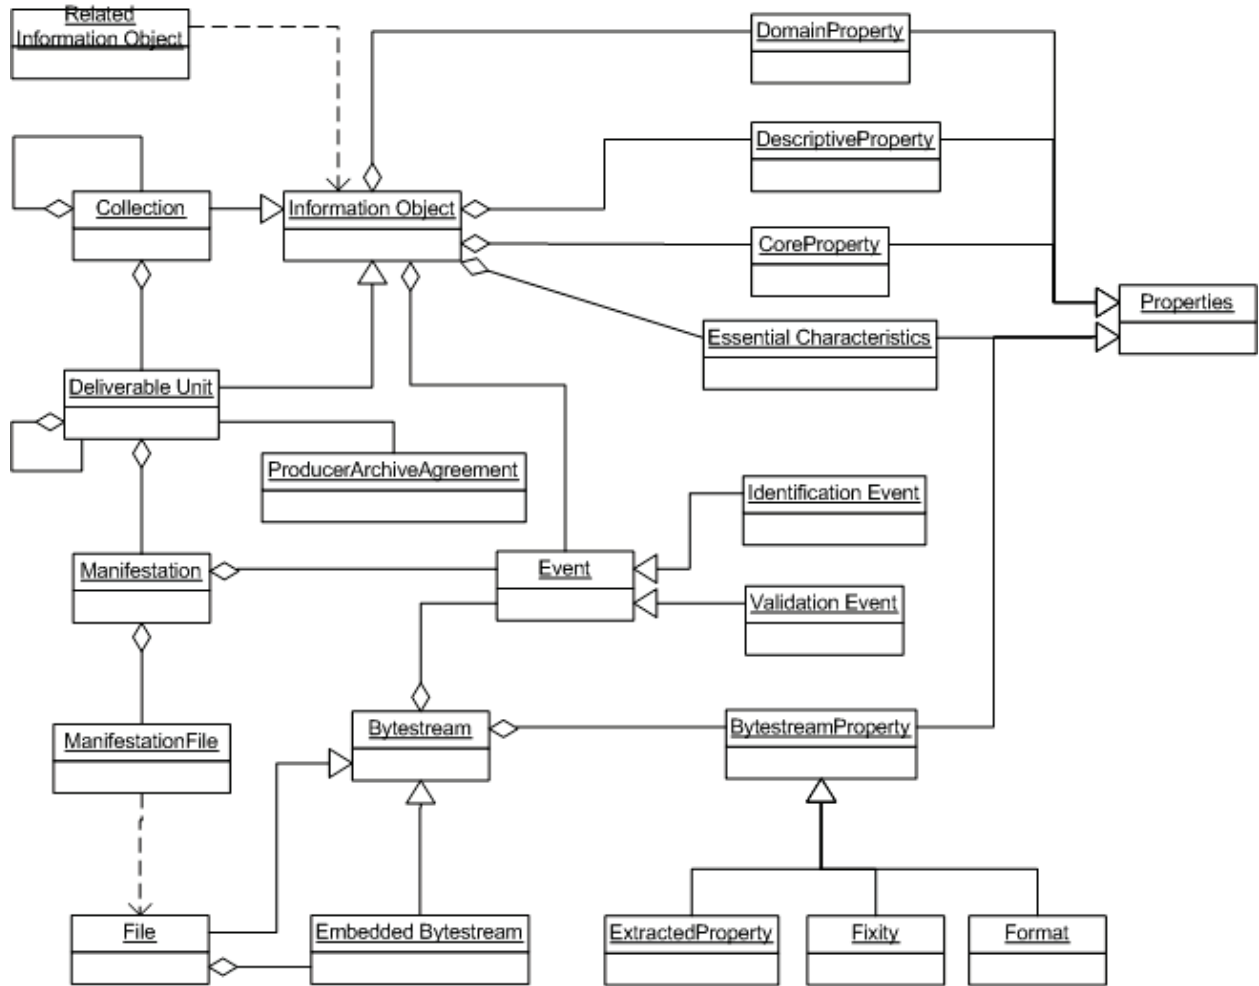 Related
Information Object
DomainProperty
DescriptiveProperty
Collection
Information Object
CoreProperty
Properties
Essential Characteristics
Deliverable Unit
ProducerArchiveAgreement
Identification Event
Manifestation
Event
Validation Event
ManifestationFile
Bytestream
BytestreamProperty
File
Embedded Bytestream
ExtractedProperty
Fixity
Format